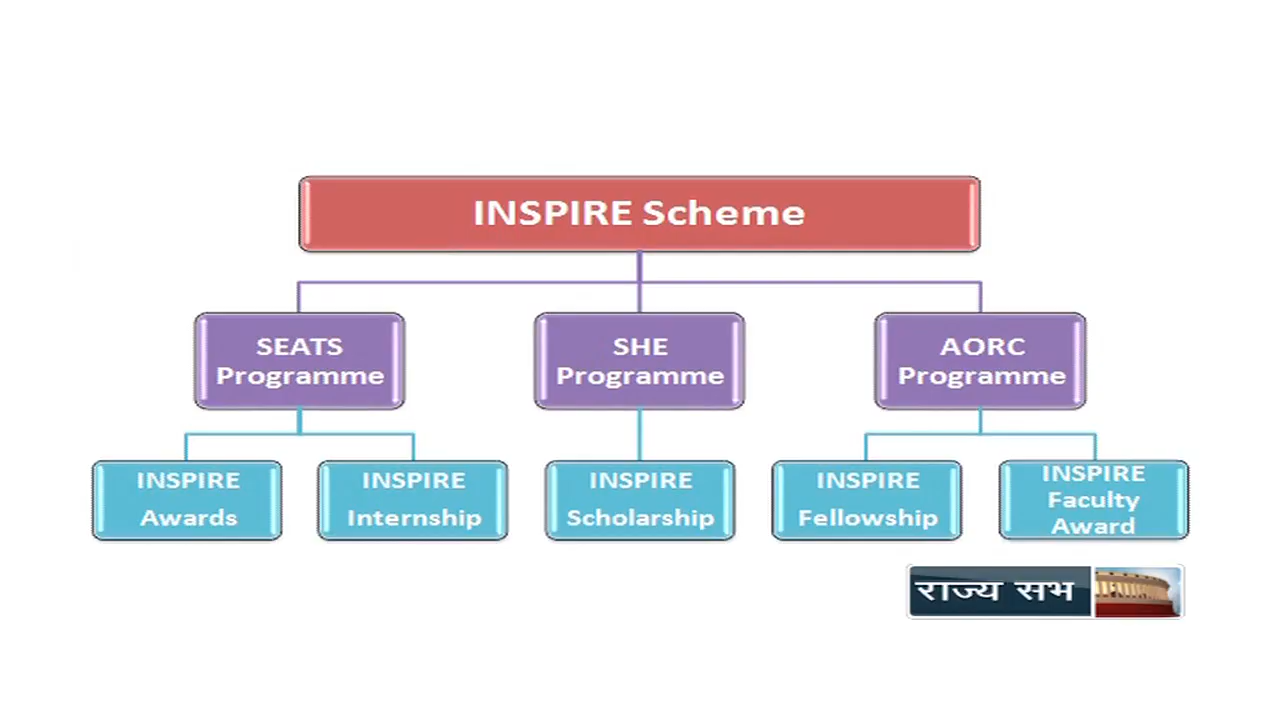 INSPIRE Scheme
SEATS
Programme
SHE
Programme
AORC
Programme
INSPIRE
Awards
INSPIRE
Internship
INSPIRE
Scholarship
INSPIRE
Fellowship
INSPIRE
Faculty
Award
राज्य सभ